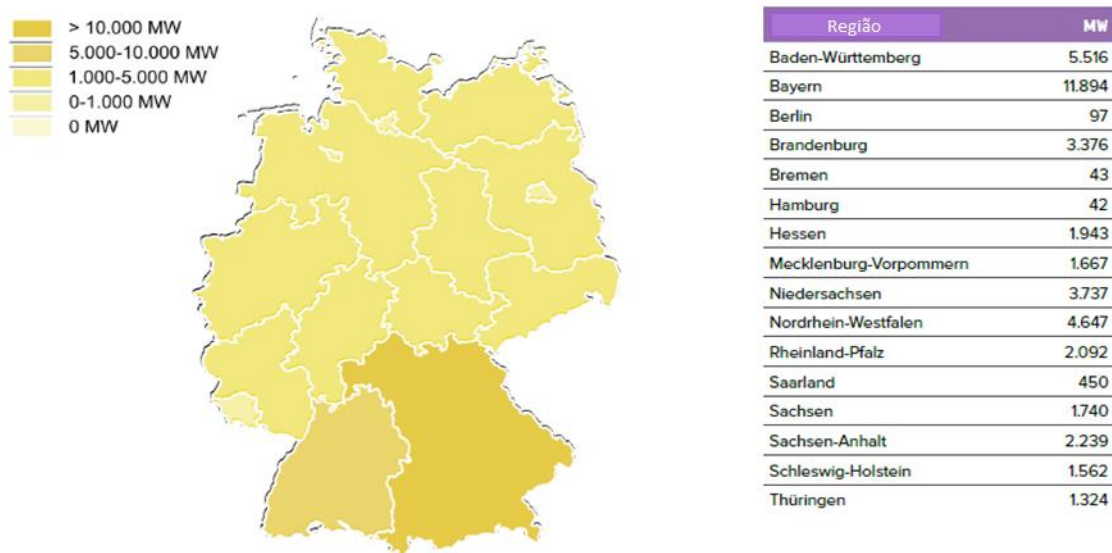 > 10.000 MW
5.000-10.000 MW
1.000-5.000 MW
0-1.000 MW
0 MW
Região MW
Baden-Württemberg 5.516
Bayern 11.894
Berlin 97
Brandenburg 3.376
Bremen 43
Hamburg 42
Hessen 1.943
Mecklenburg-Vorpommern 1.667
Niedersachsen 3.737
Nordrhein-Westfalen 4.647
Rheinland-Pfalz 2.092
Saarland 450
Sachsen 1.740
Sachsen-Anhalt 2.239
Schleswig-Holstein 1.562
Thüringen 1.324